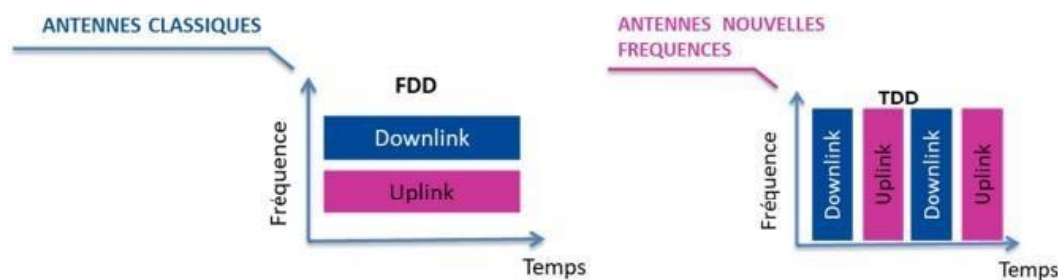 ANTENNES CLASSIQUES
FDD
Fréquence
Downlink
Uplink
Temps
ANTENNES NOUVELLES
FREQUENCES
TDD
Fréquence
Downlink
Uplink
Downlink
Uplink
Temps